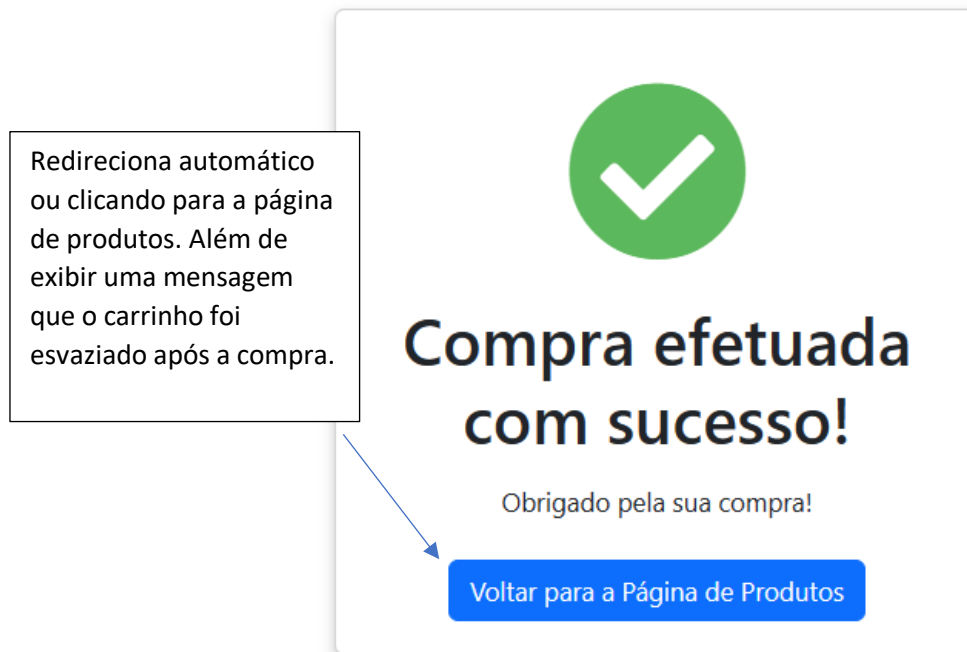 Redireciona automático
ou clicando para a página
de produtos. Além de
exibir uma mensagem
que o carrinho foi
esvaziado após a compra.
Compra efetuada
com sucesso!
Obrigado pela sua compra!
Voltar para a Página de Produtos